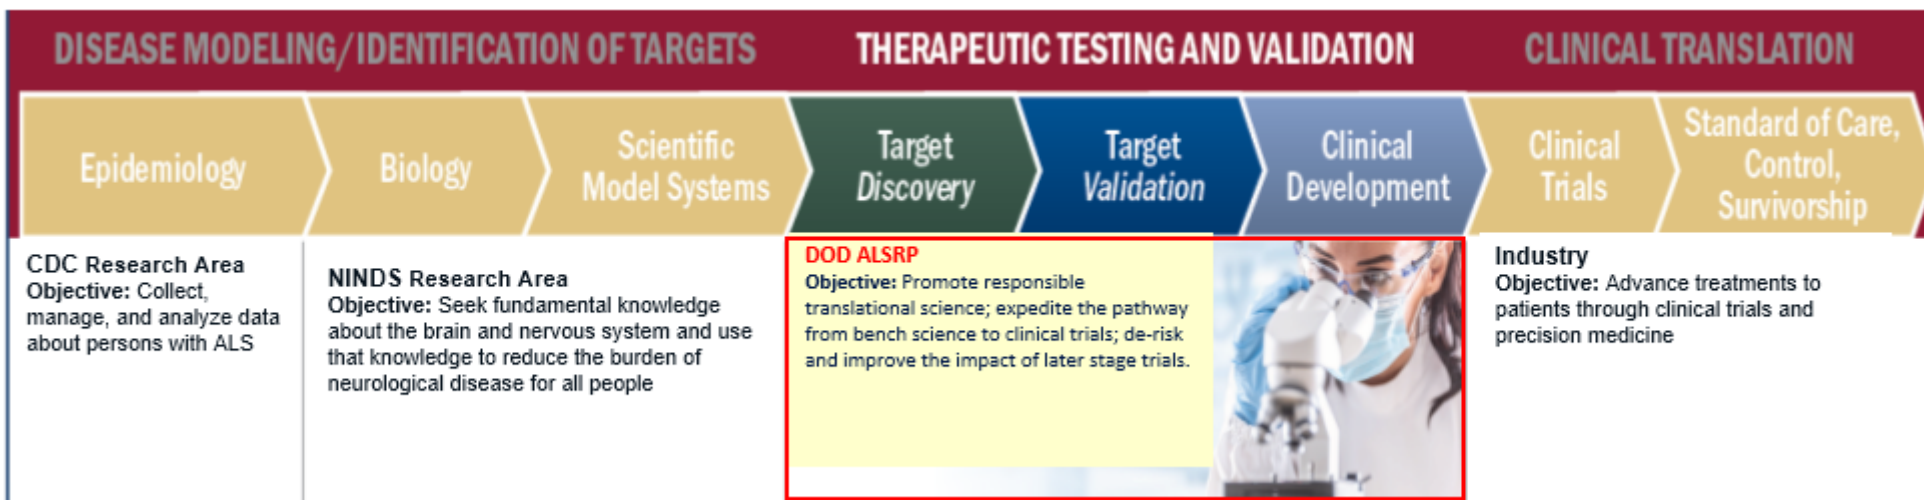 DISEASE MODELING/IDENTIFICATION OF TARGETS
THERAPEUTIC TESTING AND VALIDATION
CLINICAL TRANSLATION
Epidemiology
Biology
Scientific
Model Systems
Target
Discovery
Target
Validation
Clinical
Development
Clinical
Trials
Standard of Care,
Control,
Survivorship
CDC Research Area
Objective: Collect,
manage, and analyze data
about persons with ALS
NINDS Research Area
Objective: Seek fundamental knowledge
about the brain and nervous system and use
that knowledge to reduce the burden of
neurological disease for all people
DOD ALSRP
Objective: Promote responsible
translational science; expedite the pathway
from bench science to clinical trials; de-risk
and improve the impact of later stage trials.
Industry
Objective: Advance treatments to
patients through clinical trials and
precision medicine